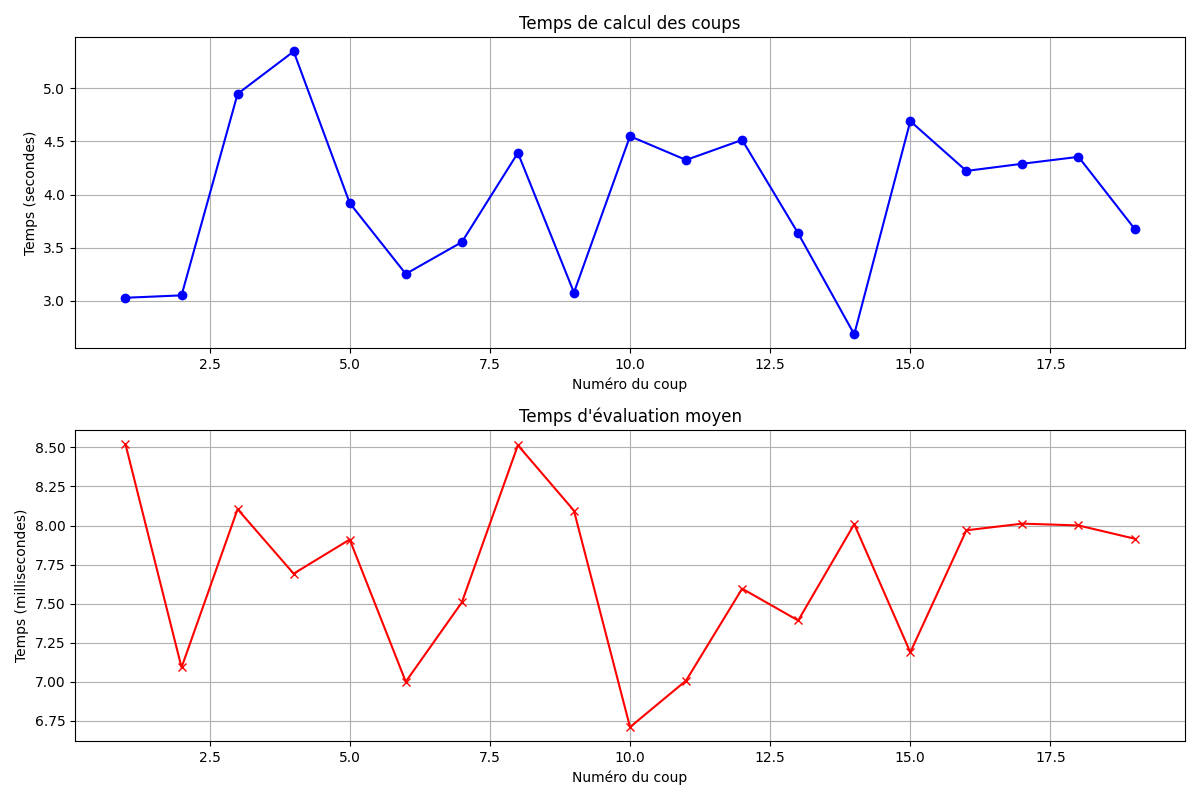 Temps de calcul des coups
Temps (secondes)
5.0
4.5
4.0
3.5
3.0
2.5 5.0 7.5 10.0 12.5 15.0 17.5
Numéro du coup
Temps d'évaluation moyen
Temps (millisecondes)
8.50
8.25
8.00
7.75
7.50
7.25
7.00
6.75
2.5 5.0 7.5 10.0 12.5 15.0 17.5
Numéro du coup